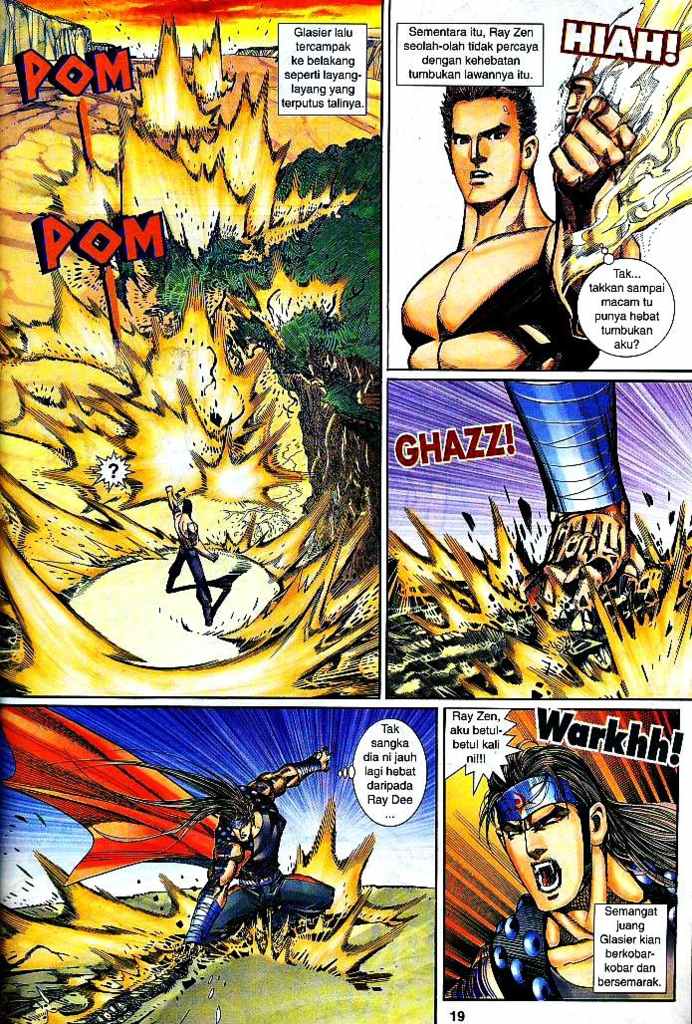 POM
POM
Glasier lalu
tercampak
ke belakang
seperti layang-
layang yang
terputus talinya.
?
Sementara itu, Ray Zen
seolah-olah tidak percaya
dengan kehebatan
tumbukan lawannya itu.
HIAH!
Tak...
takkan sampai
macam tu
punya hebat
tumbukan
aku?
GHAZZ!
Tak
sangka
dia ni jauh
lagi hebat
daripada
Ray Dee
...
Ray Zen,
aku betul-
betul kali
ni!!!
Warkhh!
Semangat
juang
Glasier kian
berkobar-
kobar dan
bersemarak.
19